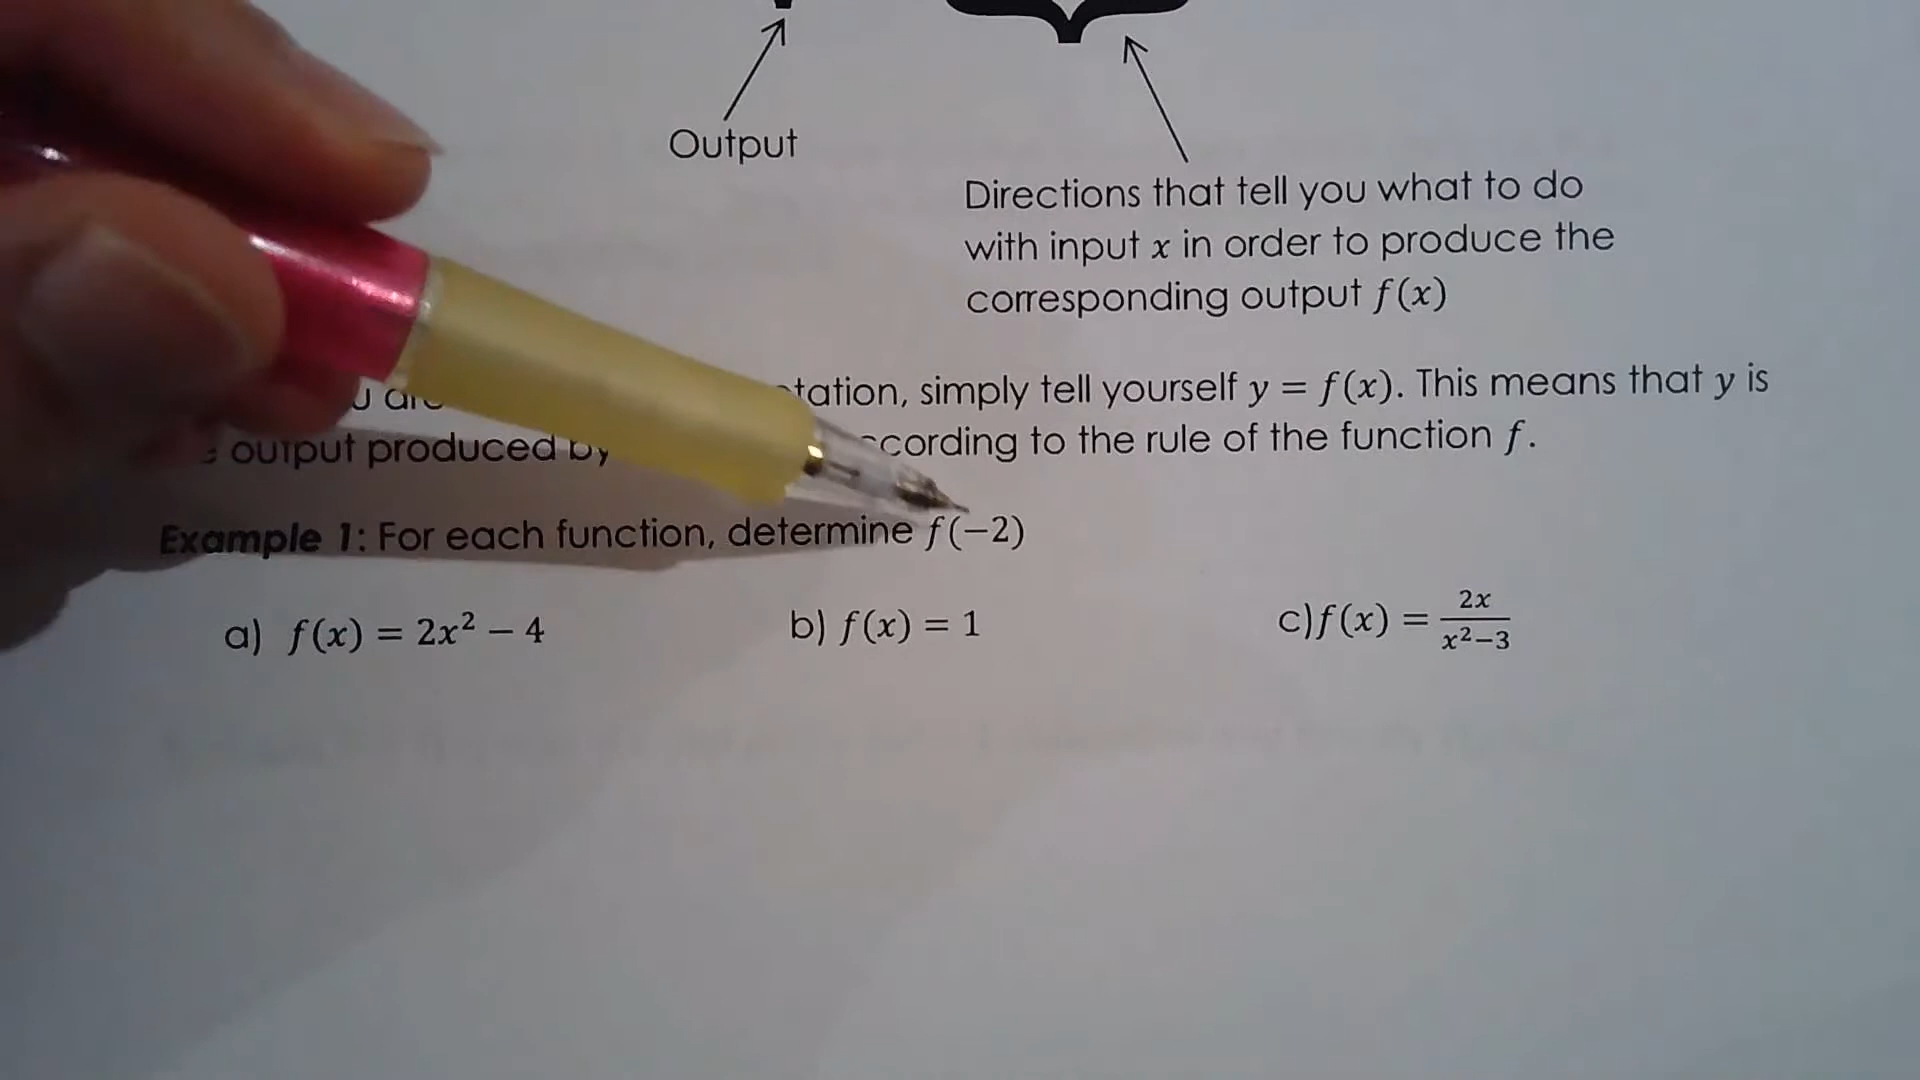 Output
Directions that tell you what to do
with input x in order to produce the
corresponding output f(x)
simply tell yourself y = f(x). This means that y is
output produced by to the rule of the function f.
Example 1: For each function, determine f(−2)
a) f(x) = 2x² − 4 b) f(x) = 1 c)f(x) = 2x/x²−3